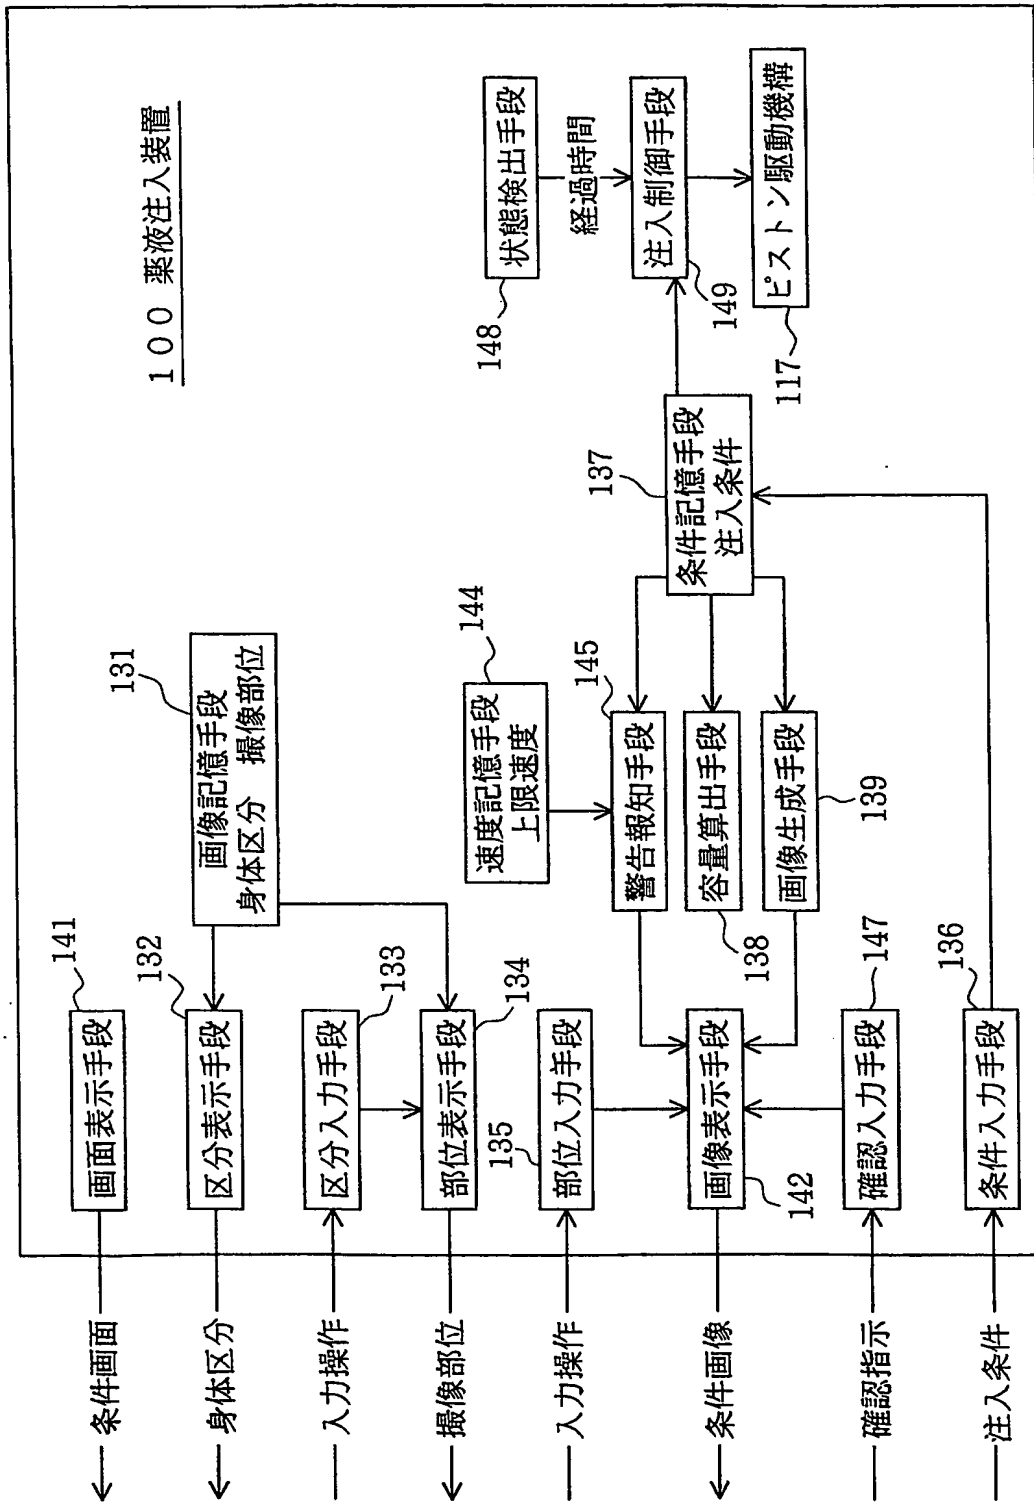 100 薬液注入装置
条件画面
画面表示手段
141
身体区分
区分表示手段
132
画像記憶手段
身体区分 撮像部位
131
入力操作
区分入力手段
133
撮像部位
部位表示手段
134
入力操作
部位入力手段
135
速度記憶手段
上限速度
144
状態検出手段
148
経過時間
警告報知手段
145
条件画像
画像表示手段
142
容量算出手段
138
条件記憶手段
注入条件
137
注入制御手段
149
画像生成手段
139
ピストン駆動機構
117
確認指示
確認入力手段
147
注入条件
条件入力手段
136